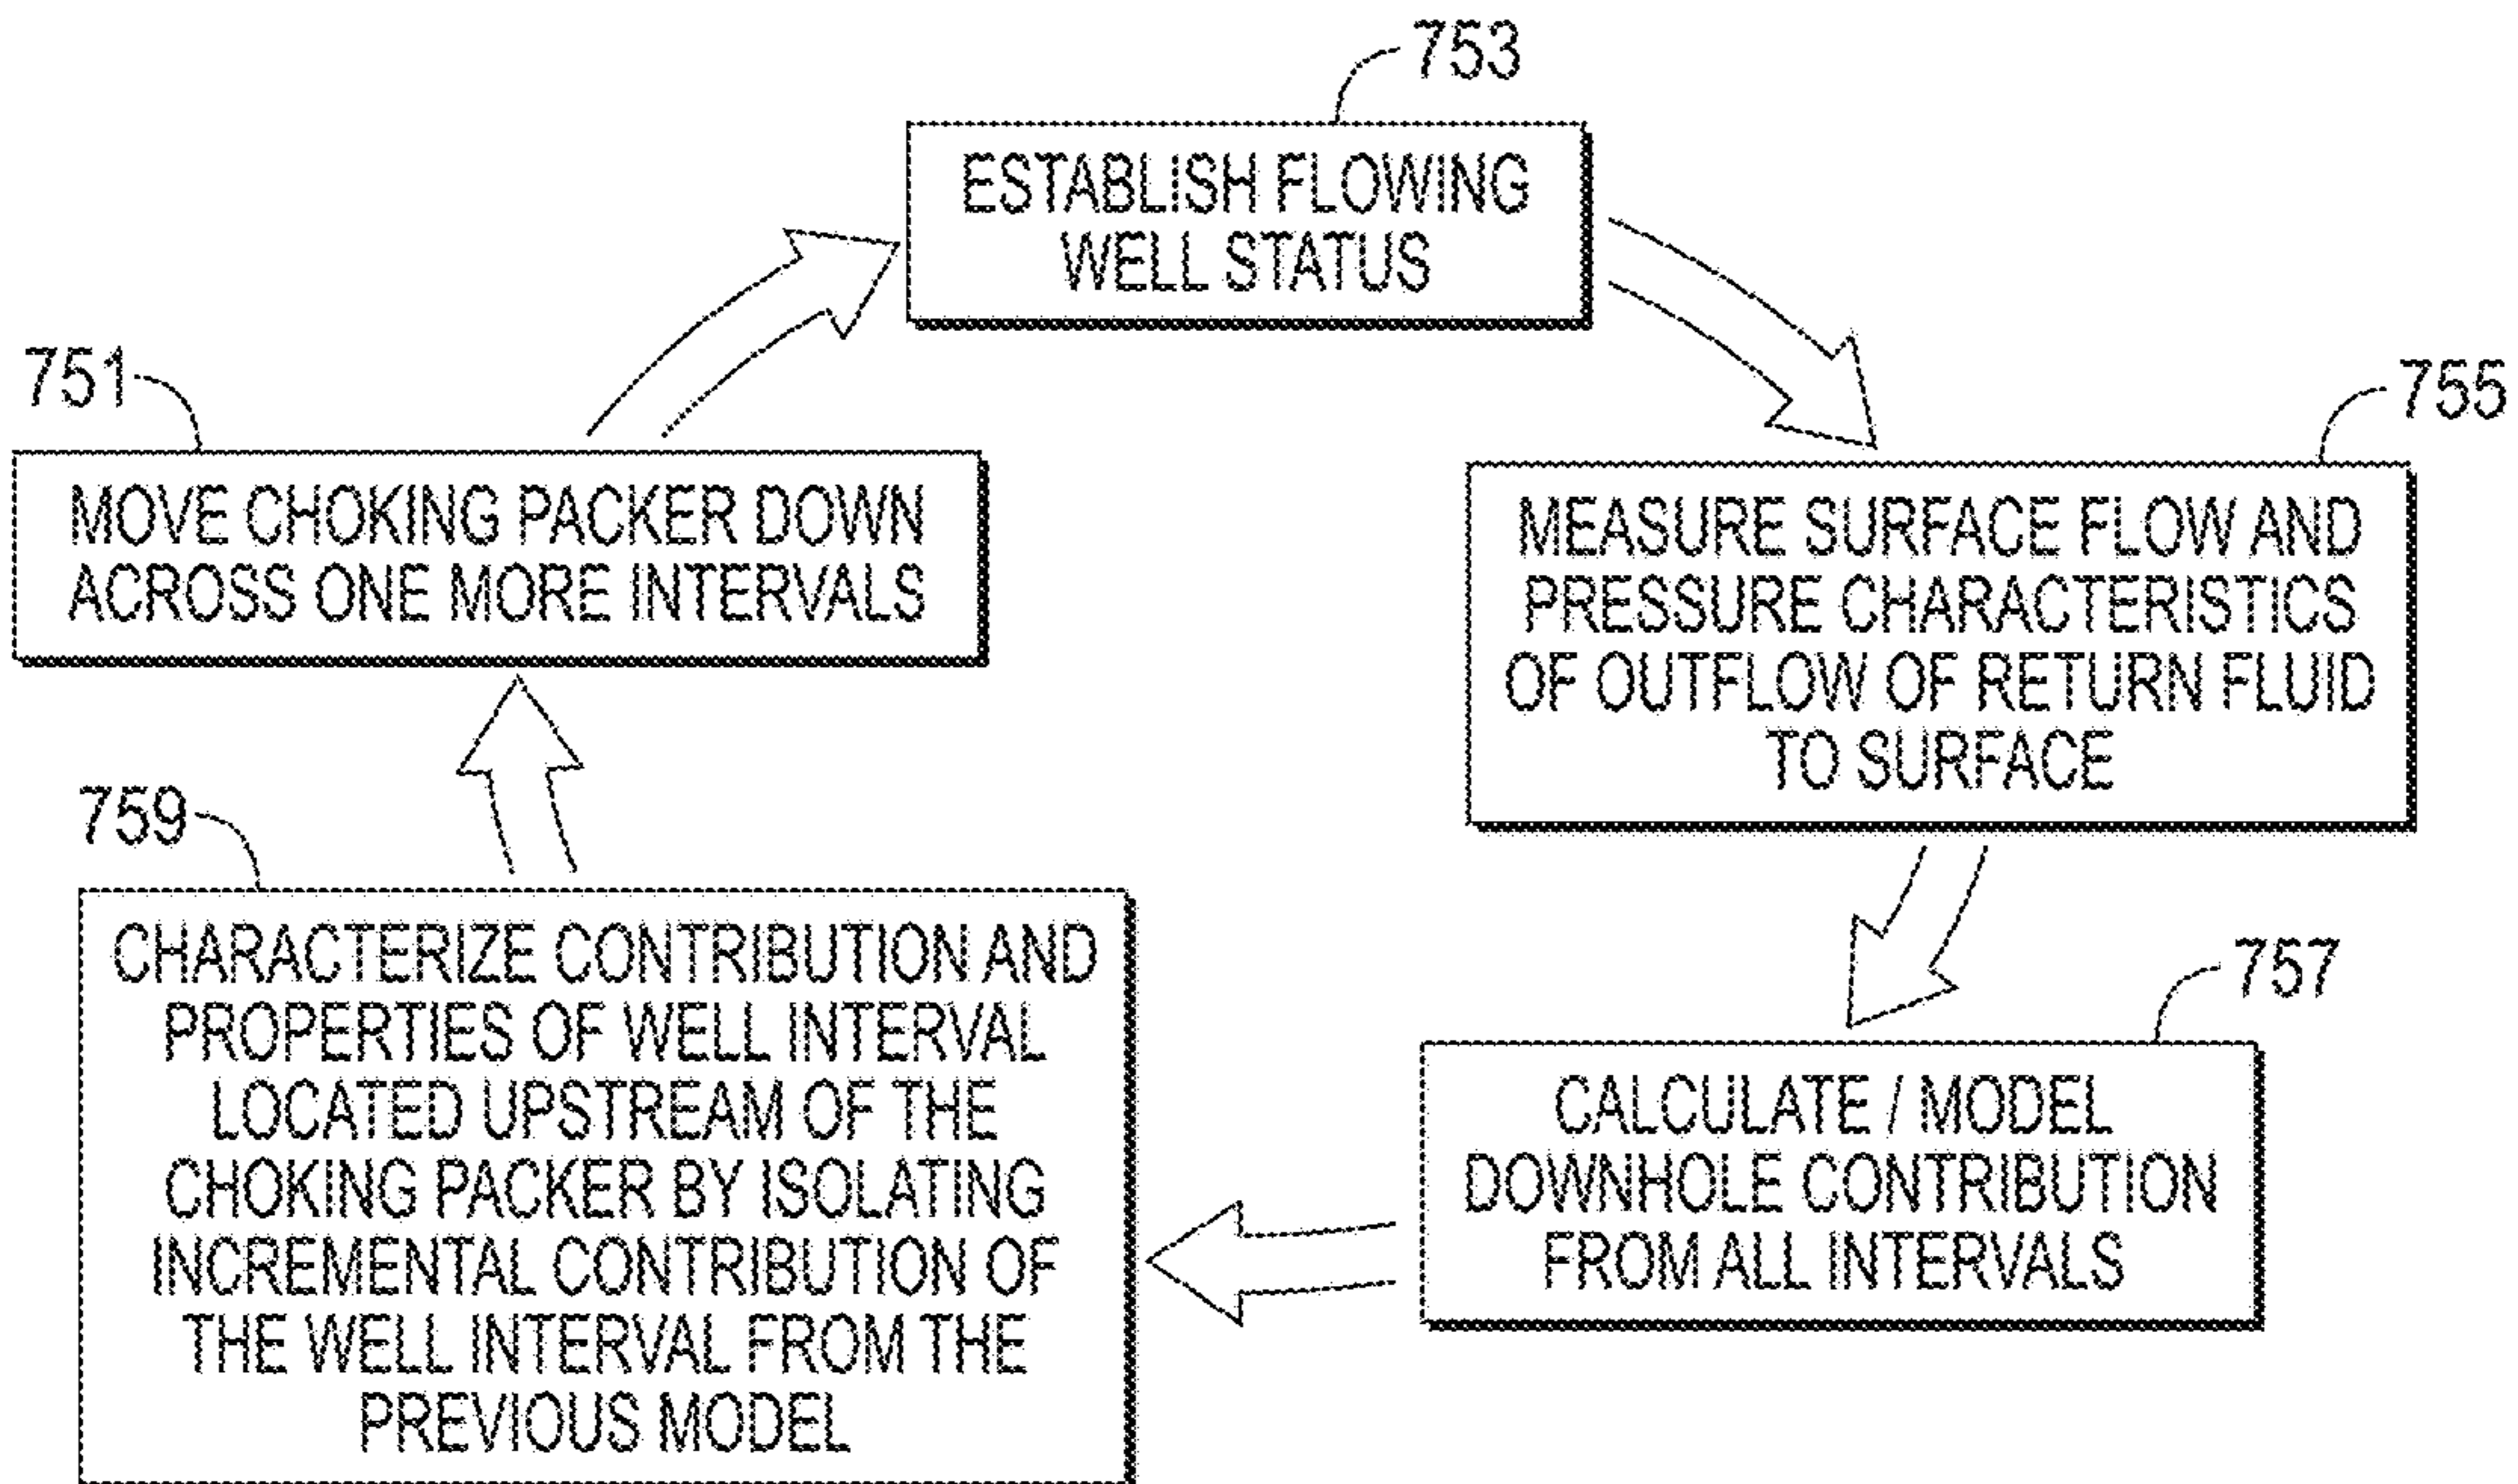 753
ESTABLISH FLOWING
WELL STATUS
751
MOVE CHOKING PACKER DOWN
ACROSS ONE MORE INTERVALS
755
MEASURE SURFACE FLOW AND
PRESSURE CHARACTERISTICS
OF OUTFLOW OF RETURN FLUID
TO SURFACE
759
CHARACTERIZE CONTRIBUTION AND
PROPERTIES OF WELL INTERVAL
LOCATED UPSTREAM OF THE
CHOKING PACKER BY ISOLATING
INCREMENTAL CONTRIBUTION OF
THE WELL INTERVAL FROM THE
PREVIOUS MODEL
757
CALCULATE / MODEL
DOWNHOLE CONTRIBUTION
FROM ALL INTERVALS